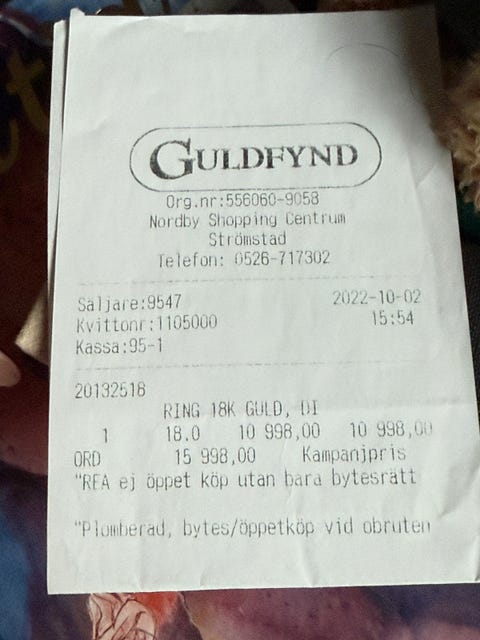 GULDFYND
Org.nr:556060-9058
Nordby Shopping Centrum
Strömstad
Telefon: 0526-717302
Säljare:9547 2022-10-02
Kvittonr:1105000 15:54
Kassa:95-1
20132518
RING 18K GULD, DI
1 18.0 10 998,00 10 998,00
ORD 15 998,00 Kampanjpris
"REA ej öppet köp utan bara bytesrätt
"Plomberad, bytes/öppetköp vid obruten